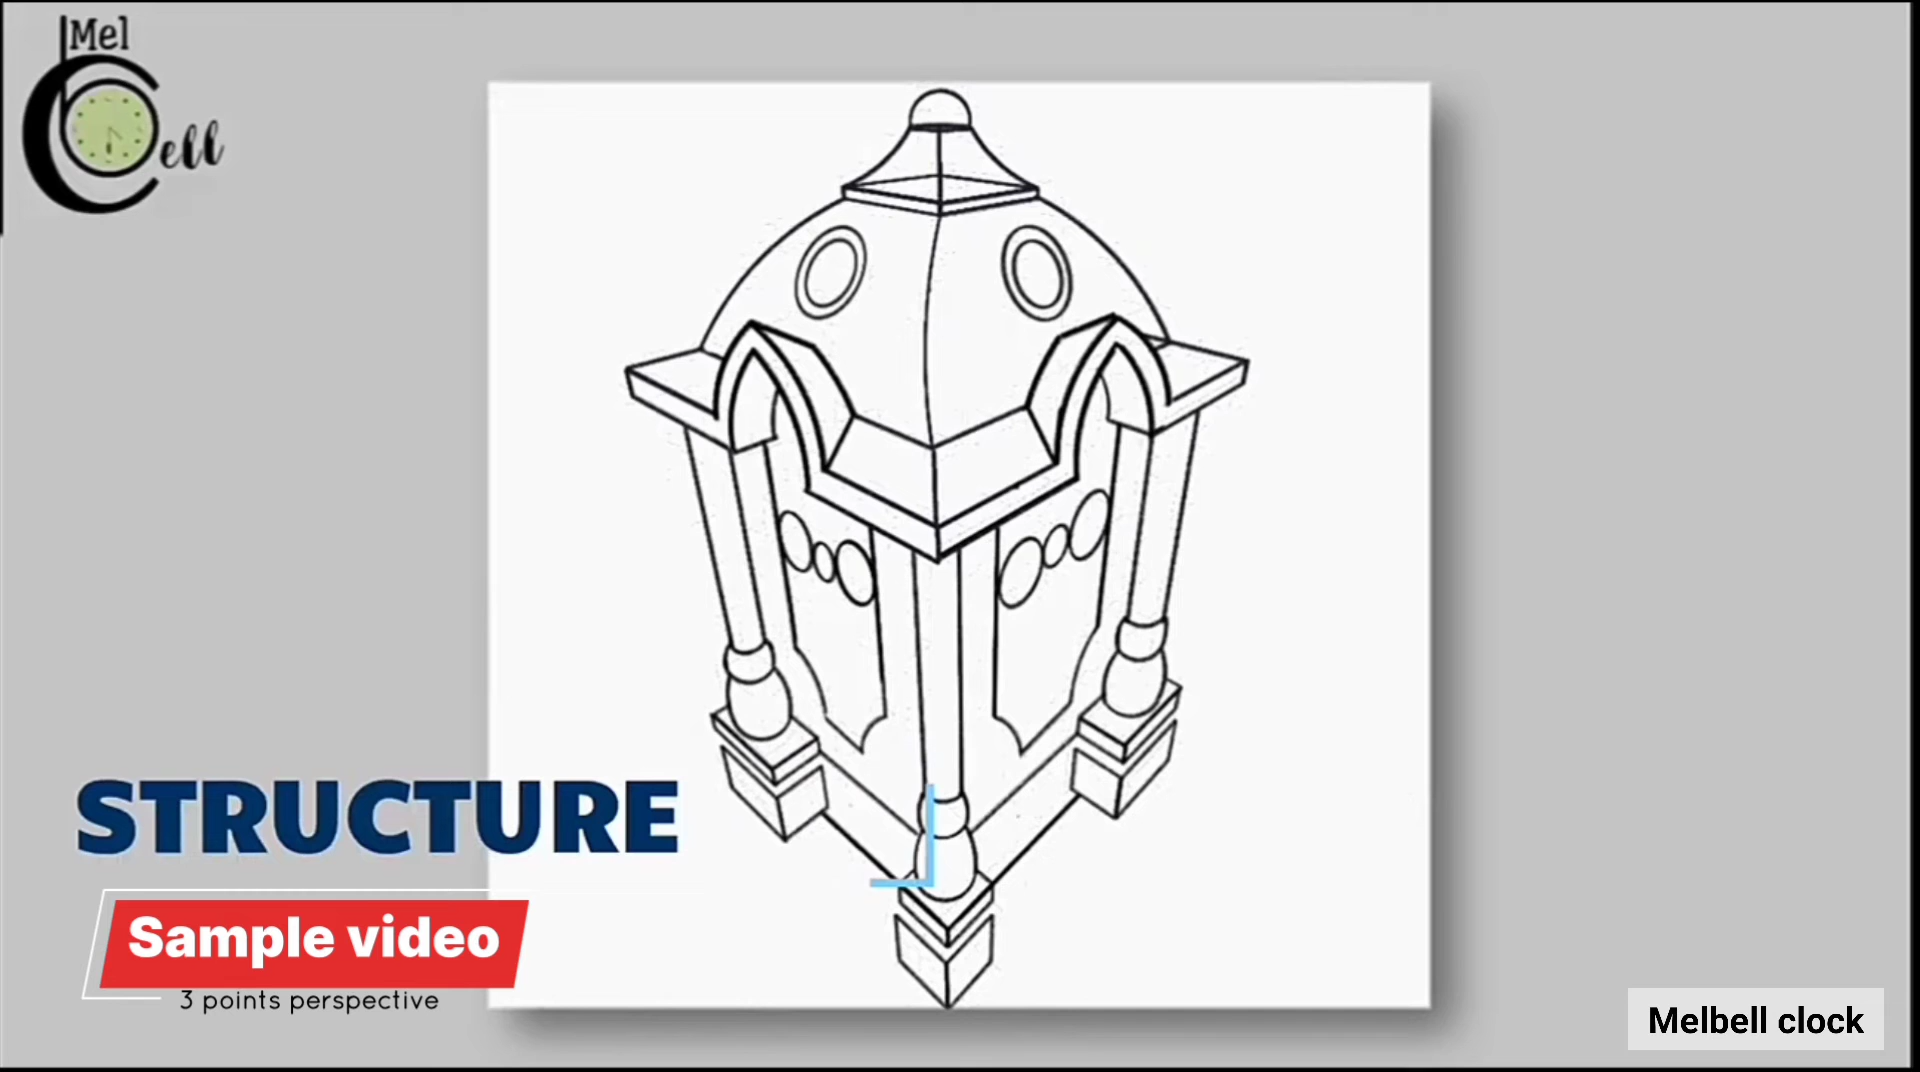 Mel
ell
STRUCTURE
Sample video
3 points perspective
Melbell clock